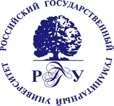 РОССИЙСКИЙ ГОСУДАРСТВЕННЫЙ
ГУМАНИТАРНЫЙ УНИВЕРСИТЕТ
РГГУ